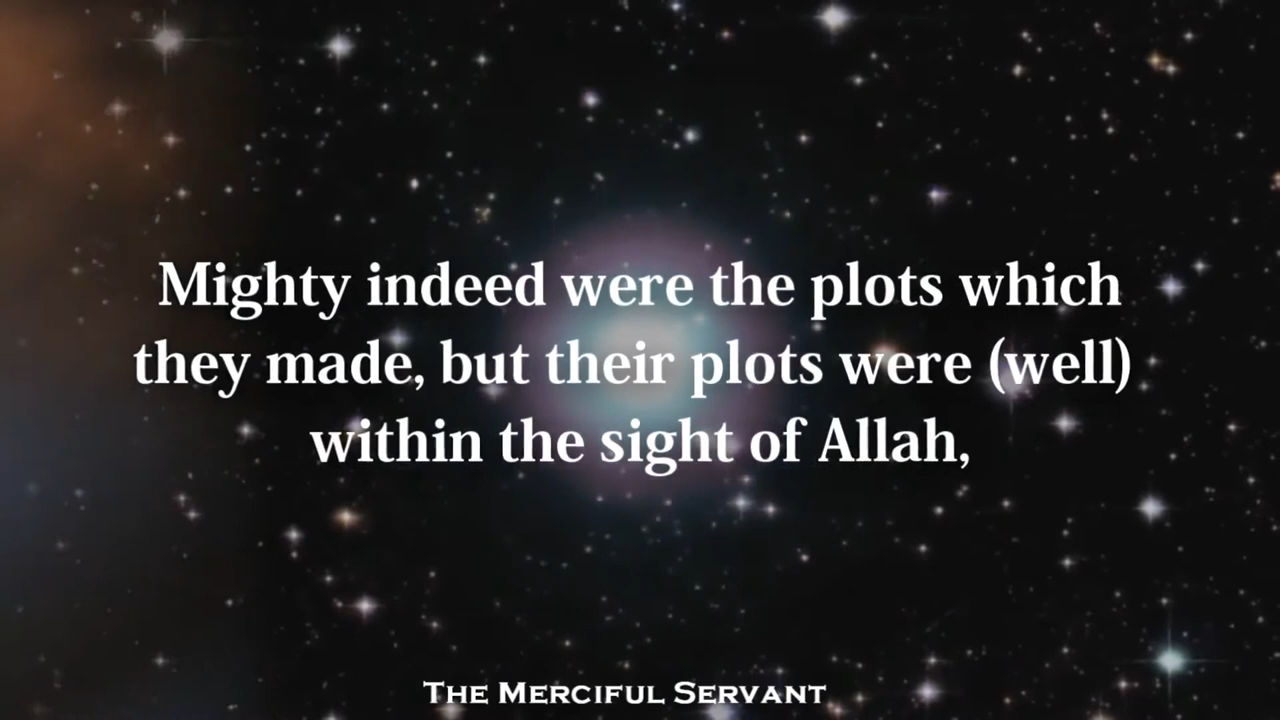 Mighty indeed were the plots which
they made, but their plots were (well)
within the sight of Allah,
The Merciful Servant